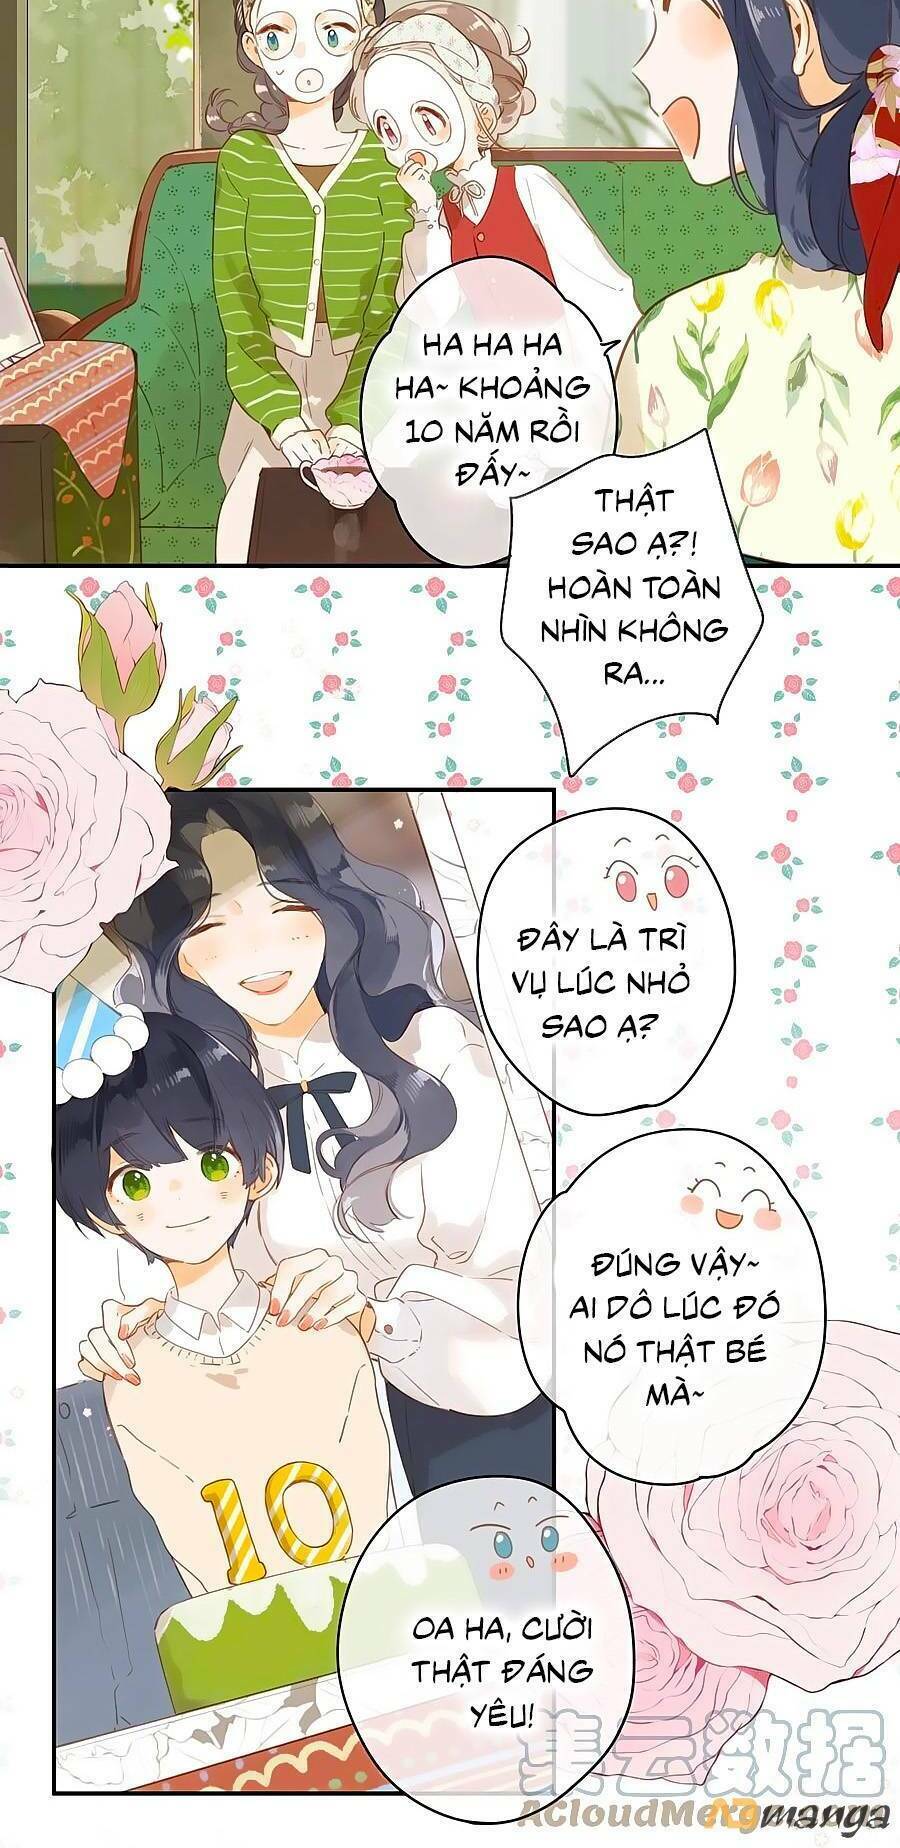 HA HA HA
HA~ KHOẢNG
10 NĂM RỒI
ĐẤY~
THẬT
SAO Ạ?!
HOÀN TOÀN
NHÌN KHÔNG
RA...
ĐÂY LÀ TRÌ
VỤ LÚC NHỎ
SAO Ạ?
ĐÚNG VẬY~
AI DÔ LÚC ĐÓ
NÓ THẬT BÉ
MÀ~
10
OA HA, CƯỜI
THẬT ĐÁNG
YÊU!
集云数据
ACloudMerge
manga